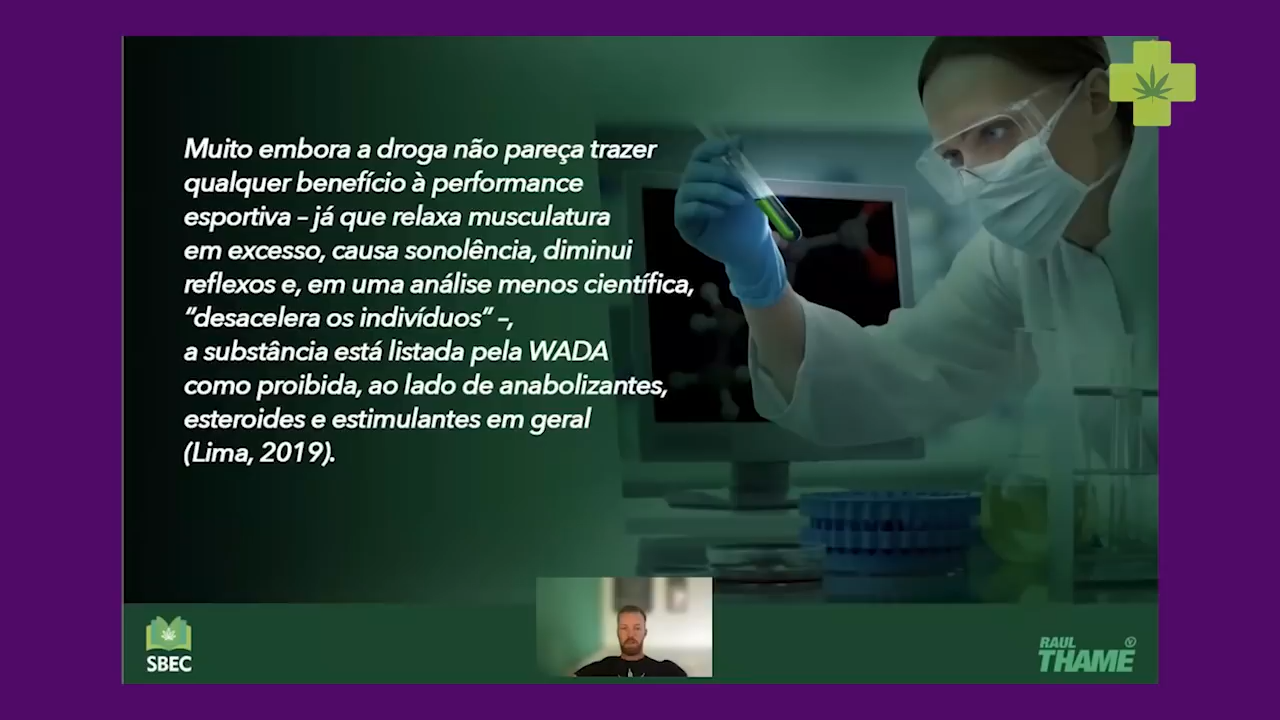 Muito embora a droga não pareça trazer
qualquer benefício à performance
esportiva – já que relaxa musculatura
em excesso, causa sonolência, diminui
reflexos e, em uma análise menos científica,
“desacelera os indivíduos” –,
a substância está listada pela WADA
como proibida, ao lado de anabolizantes,
esteroides e estimulantes em geral
(Lima, 2019).
SBEC
RAUL
THAME